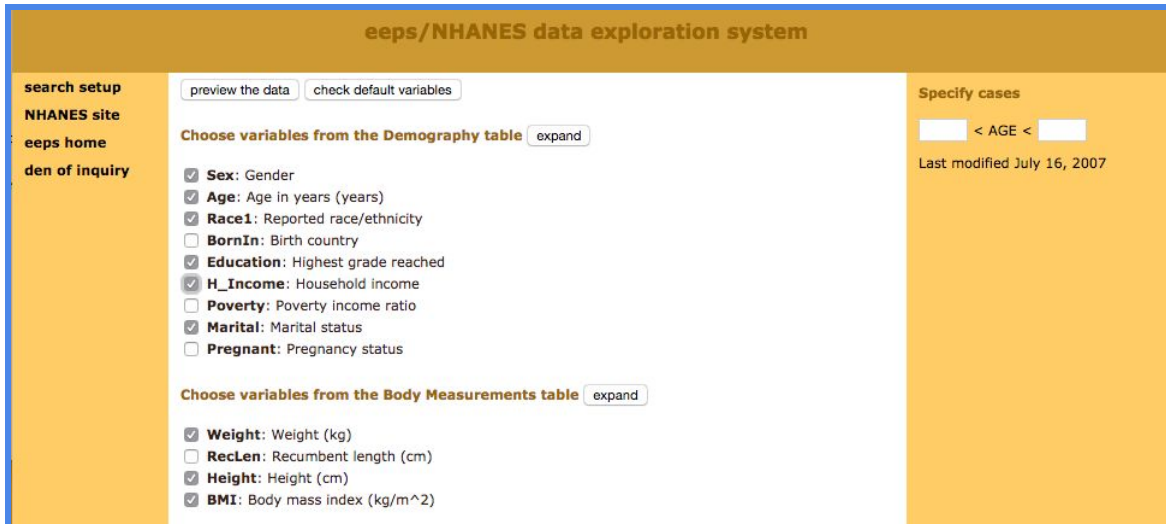 eeps/NHANES data exploration system
search setup
NHANES site
eeps home
den of inquiry
preview the data check default variables
Choose variables from the Demography table expand
Sex: Gender
Age: Age in years (years)
Race1: Reported race/ethnicity
BornIn: Birth country
Education: Highest grade reached
H_Income: Household income
Poverty: Poverty income ratio
Marital: Marital status
Pregnant: Pregnancy status
Choose variables from the Body Measurements table expand
Weight: Weight (kg)
RecLen: Recumbent length (cm)
Height: Height (cm)
BMI: Body mass index (kg/m^2)
Specify cases
< AGE <
Last modified July 16, 2007